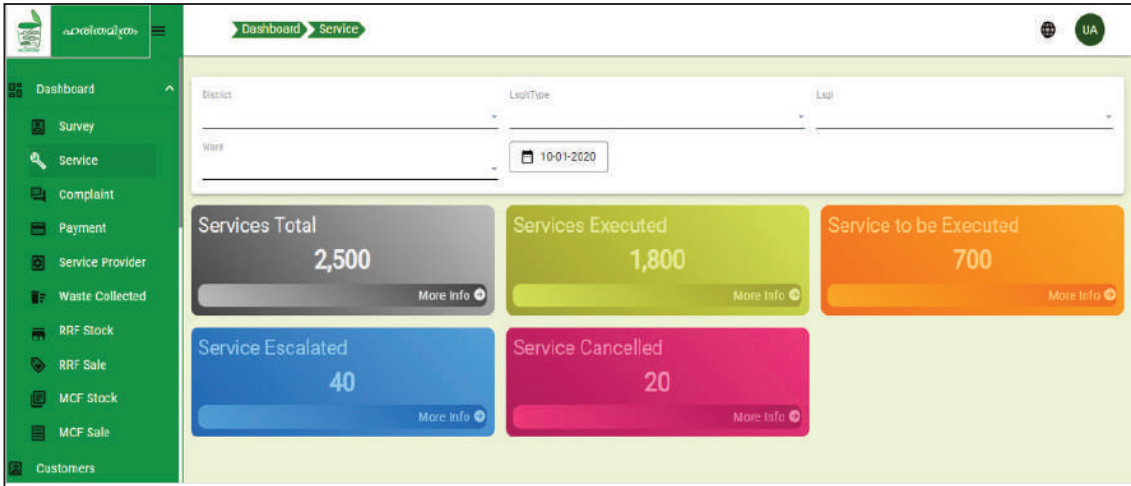 ഹരിതമിത്രം
Dashboard Service
UA
Dashboard
Survey
Service
Complaint
Payment
Service Provider
Waste Collected
RRF Stock
RRF Sale
MCF Stock
MCF Sale
Customers
District
LsgiType
Lsgi
Ward
10-01-2020
Services Total
2,500
More Info
Services Executed
1,800
More Info
Service to be Executed
700
More Info
Service Escalated
40
More Info
Service Cancelled
20
More Info